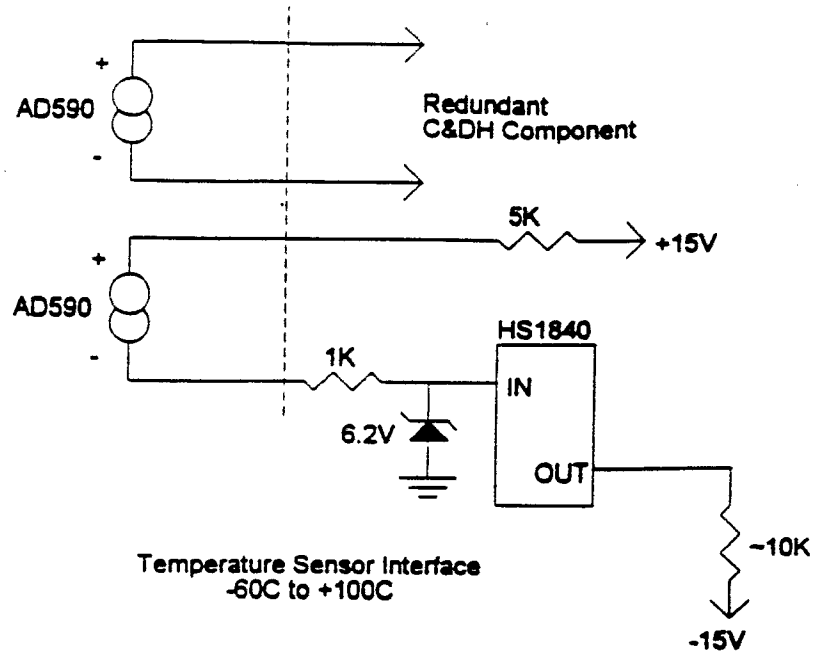 +
AD590
-
Redundant
C&DH Component
5K
+15V
+
AD590
-
HS1840
1K
IN
6.2V
OUT
~10K
-15V
Temperature Sensor Interface
-60C to +100C